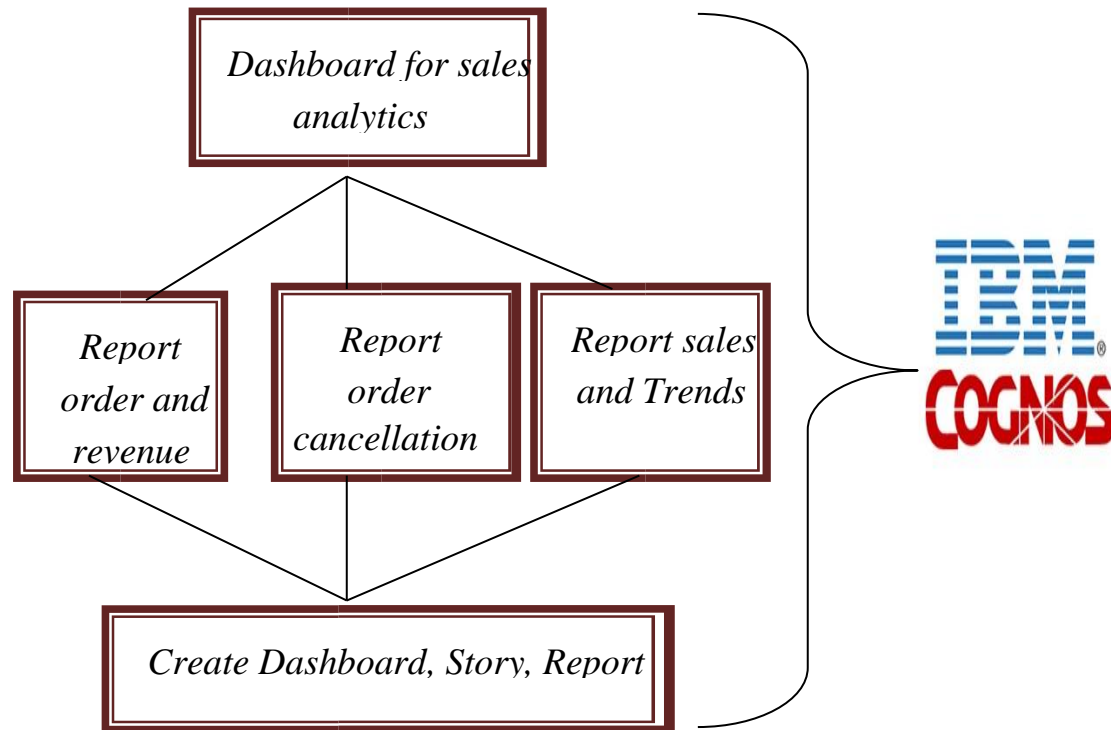 Dashboard for sales
analytics
Report
order and
revenue
Report
order
cancellation
Report sales
and Trends
IBM®
COGNOS
Create Dashboard, Story, Report